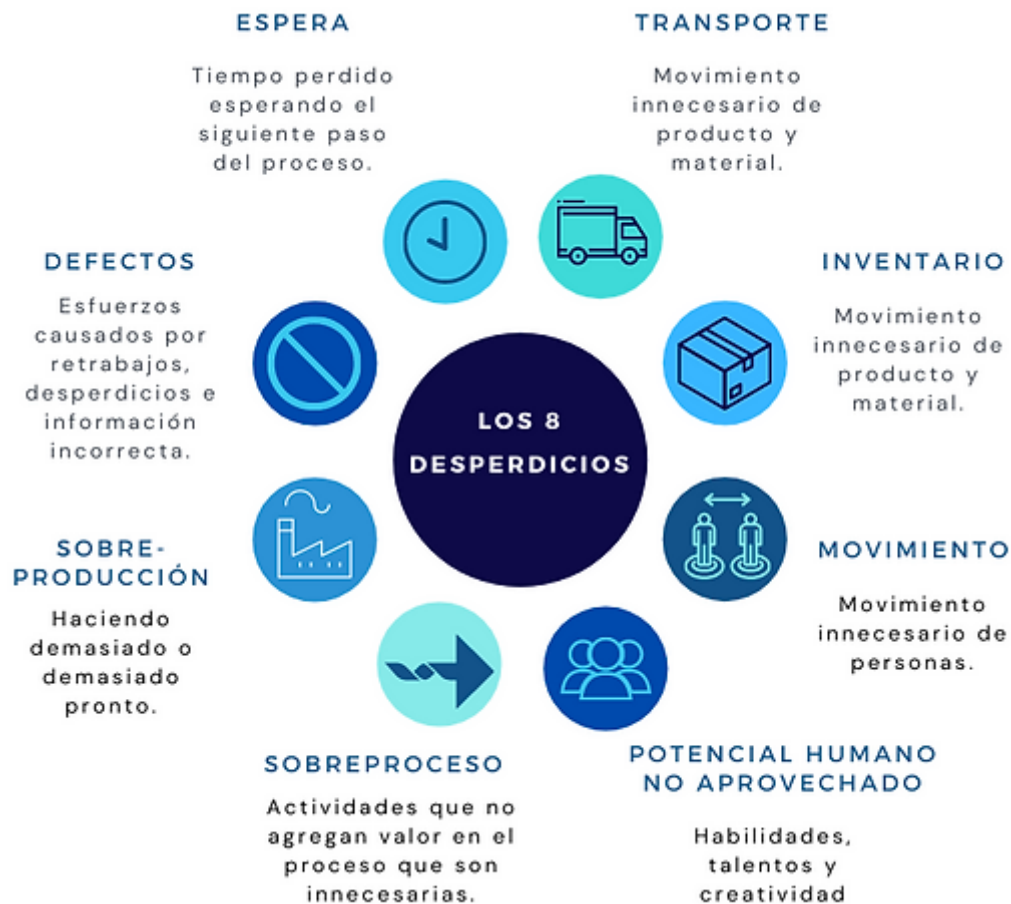 ESPERA
Tiempo perdido
esperando el
siguiente paso
del proceso.
TRANSPORTE
Movimiento
innecesario de
producto y
material.
INVENTARIO
Movimiento
innecesario de
producto y
material.
MOVIMIENTO
Movimiento
innecesario de
personas.
POTENCIAL HUMANO
NO APROVECHADO
Habilidades,
talentos y
creatividad
SOBREPROCESO
Actividades que no
agregan valor en el
proceso que son
innecesarias.
SOBRE-
PRODUCCIÓN
Haciendo
demasiado o
demasiado
pronto.
DEFECTOS
Esfuerzos
causados por
retrabajos,
desperdicios e
información
incorrecta.
LOS 8
DESPERDICIOS